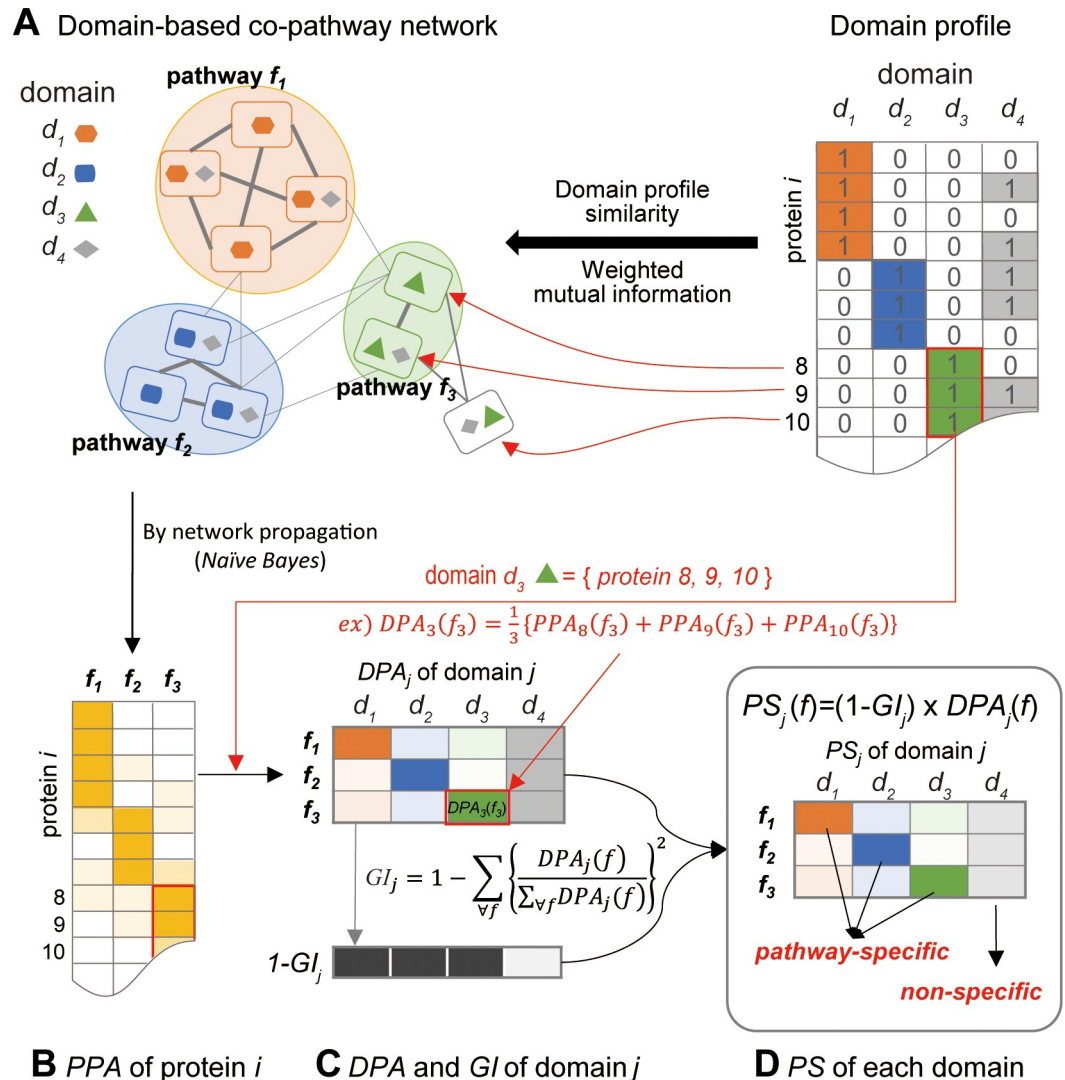 A Domain-based co-pathway network
Domain profile
pathway f1
domain
d1
d2
d3
d4
domain
d1 d2 d3 d4
protein i
1 0 0 0
1 0 0 1
1 0 0 0
1 0 0 1
0 1 0 1
0 1 0 1
0 1 0 0
8 0 0 1 0
9 0 0 1 1
10 0 0 1
Domain profile
similarity
Weighted
mutual information
pathway f3
pathway f2
By network propagation
(Naïve Bayes)
domain d3 = { protein 8, 9, 10 }
ex) DPA3(f3) = 1/3{PPA8(f3) + PPA9(f3) + PPA10(f3)}
f1 f2 f3
protein i
8
9
10
DPAj of domain j
d1 d2 d3 d4
f1
f2
f3 DPA3(f3)
GIj = 1 − ∑∀f {DPAj(f) / ∑∀f DPAj(f)}2
1-GIj
PSj(f)=(1-GIj) x DPAj(f)
PSj of domain j
d1 d2 d3 d4
f1
f2
f3
pathway-specific
non-specific
B PPA of protein i
C DPA and GI of domain j
D PS of each domain